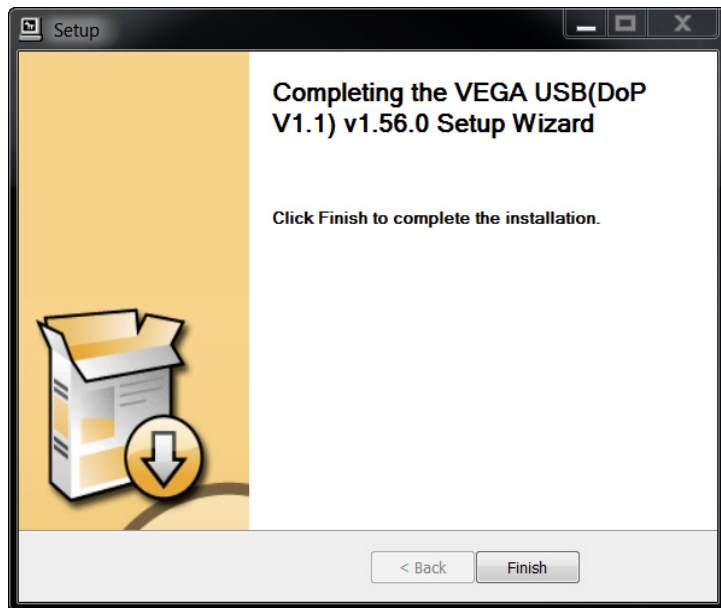 Setup
Completing the VEGA USB(DoP
V1.1) v1.56.0 Setup Wizard
Click Finish to complete the installation.
< Back
Finish